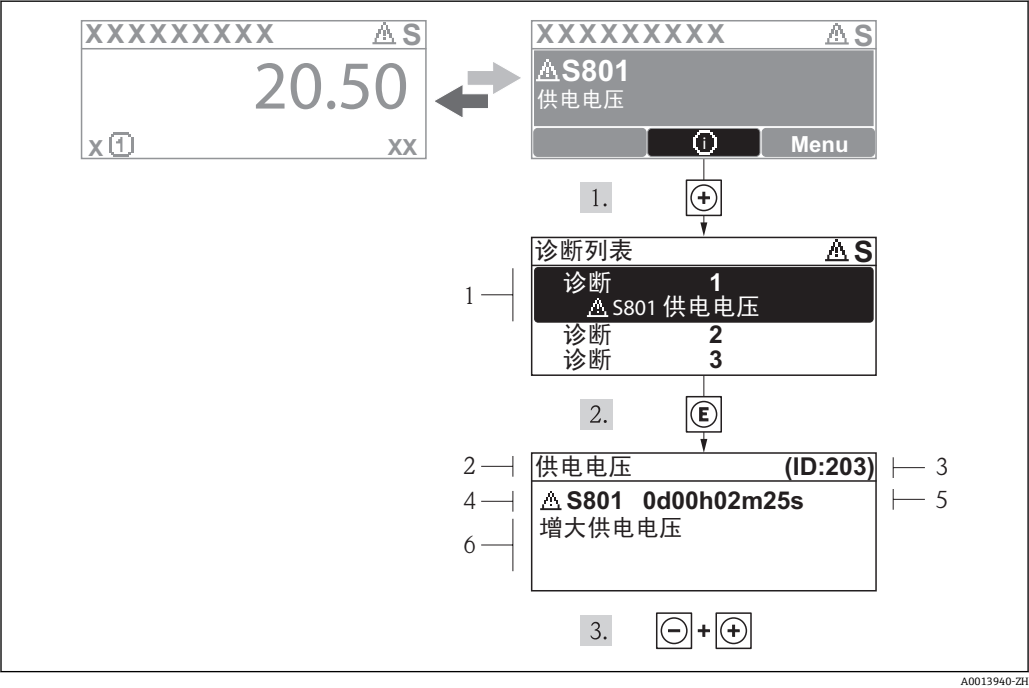 XXXXXXXXX S
20.50
x 1 xx
XXXXXXXXX S
S801
供电电压
i Menu
1. +
诊断列表 S
1
诊断 1
S801 供电电压
诊断 2
诊断 3
2. E
2 供电电压 (ID:203) 3
4 S801 0d00h02m25s 5
6 增大供电电压
3. - + +
A0013940-ZH